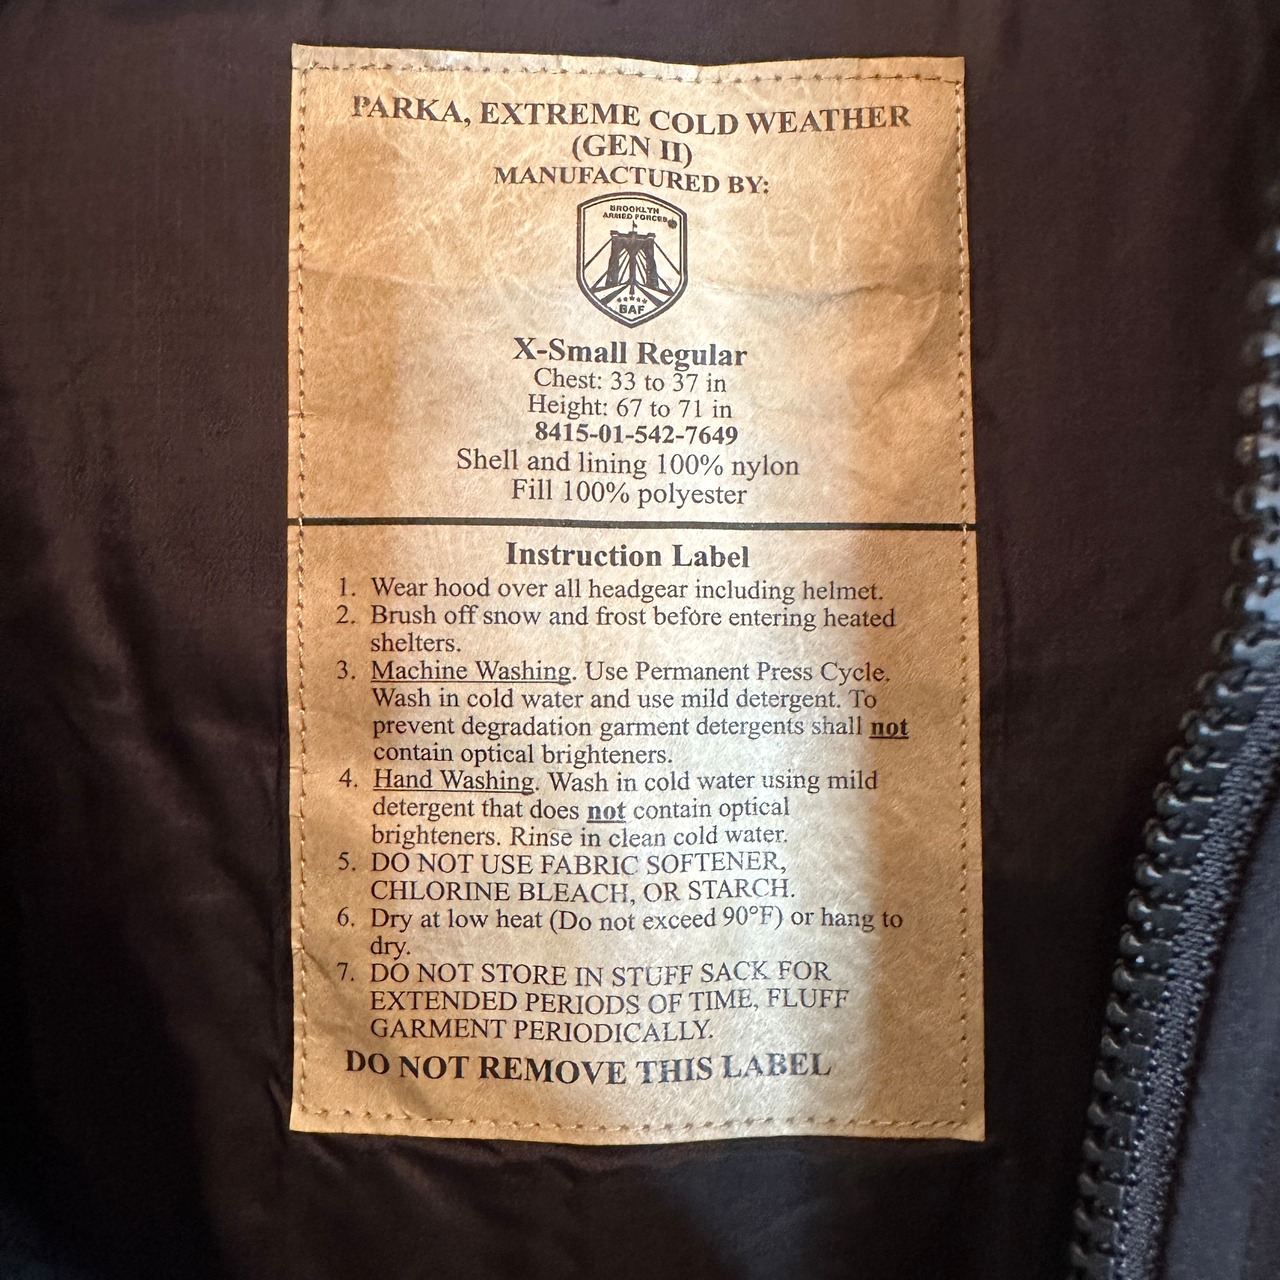 PARKA, EXTREME COLD WEATHER
(GEN II)
MANUFACTURED BY:
BROOKLYN
ARMED FORCES
BAF
X-Small Regular
Chest: 33 to 37 in
Height: 67 to 71 in
8415-01-542-7649
Shell and lining 100% nylon
Fill 100% polyester
Instruction Label
1. Wear hood over all headgear including helmet.
2. Brush off snow and frost before entering heated
shelters.
3. Machine Washing. Use Permanent Press Cycle.
Wash in cold water and use mild detergent. To
prevent degradation garment detergents shall not
contain optical brighteners.
4. Hand Washing. Wash in cold water using mild
detergent that does not contain optical
brighteners. Rinse in clean cold water.
5. DO NOT USE FABRIC SOFTENER,
CHLORINE BLEACH, OR STARCH.
6. Dry at low heat (Do not exceed 90°F) or hang to
dry.
7. DO NOT STORE IN STUFF SACK FOR
EXTENDED PERIODS OF TIME, FLUFF
GARMENT PERIODICALLY.
DO NOT REMOVE THIS LABEL